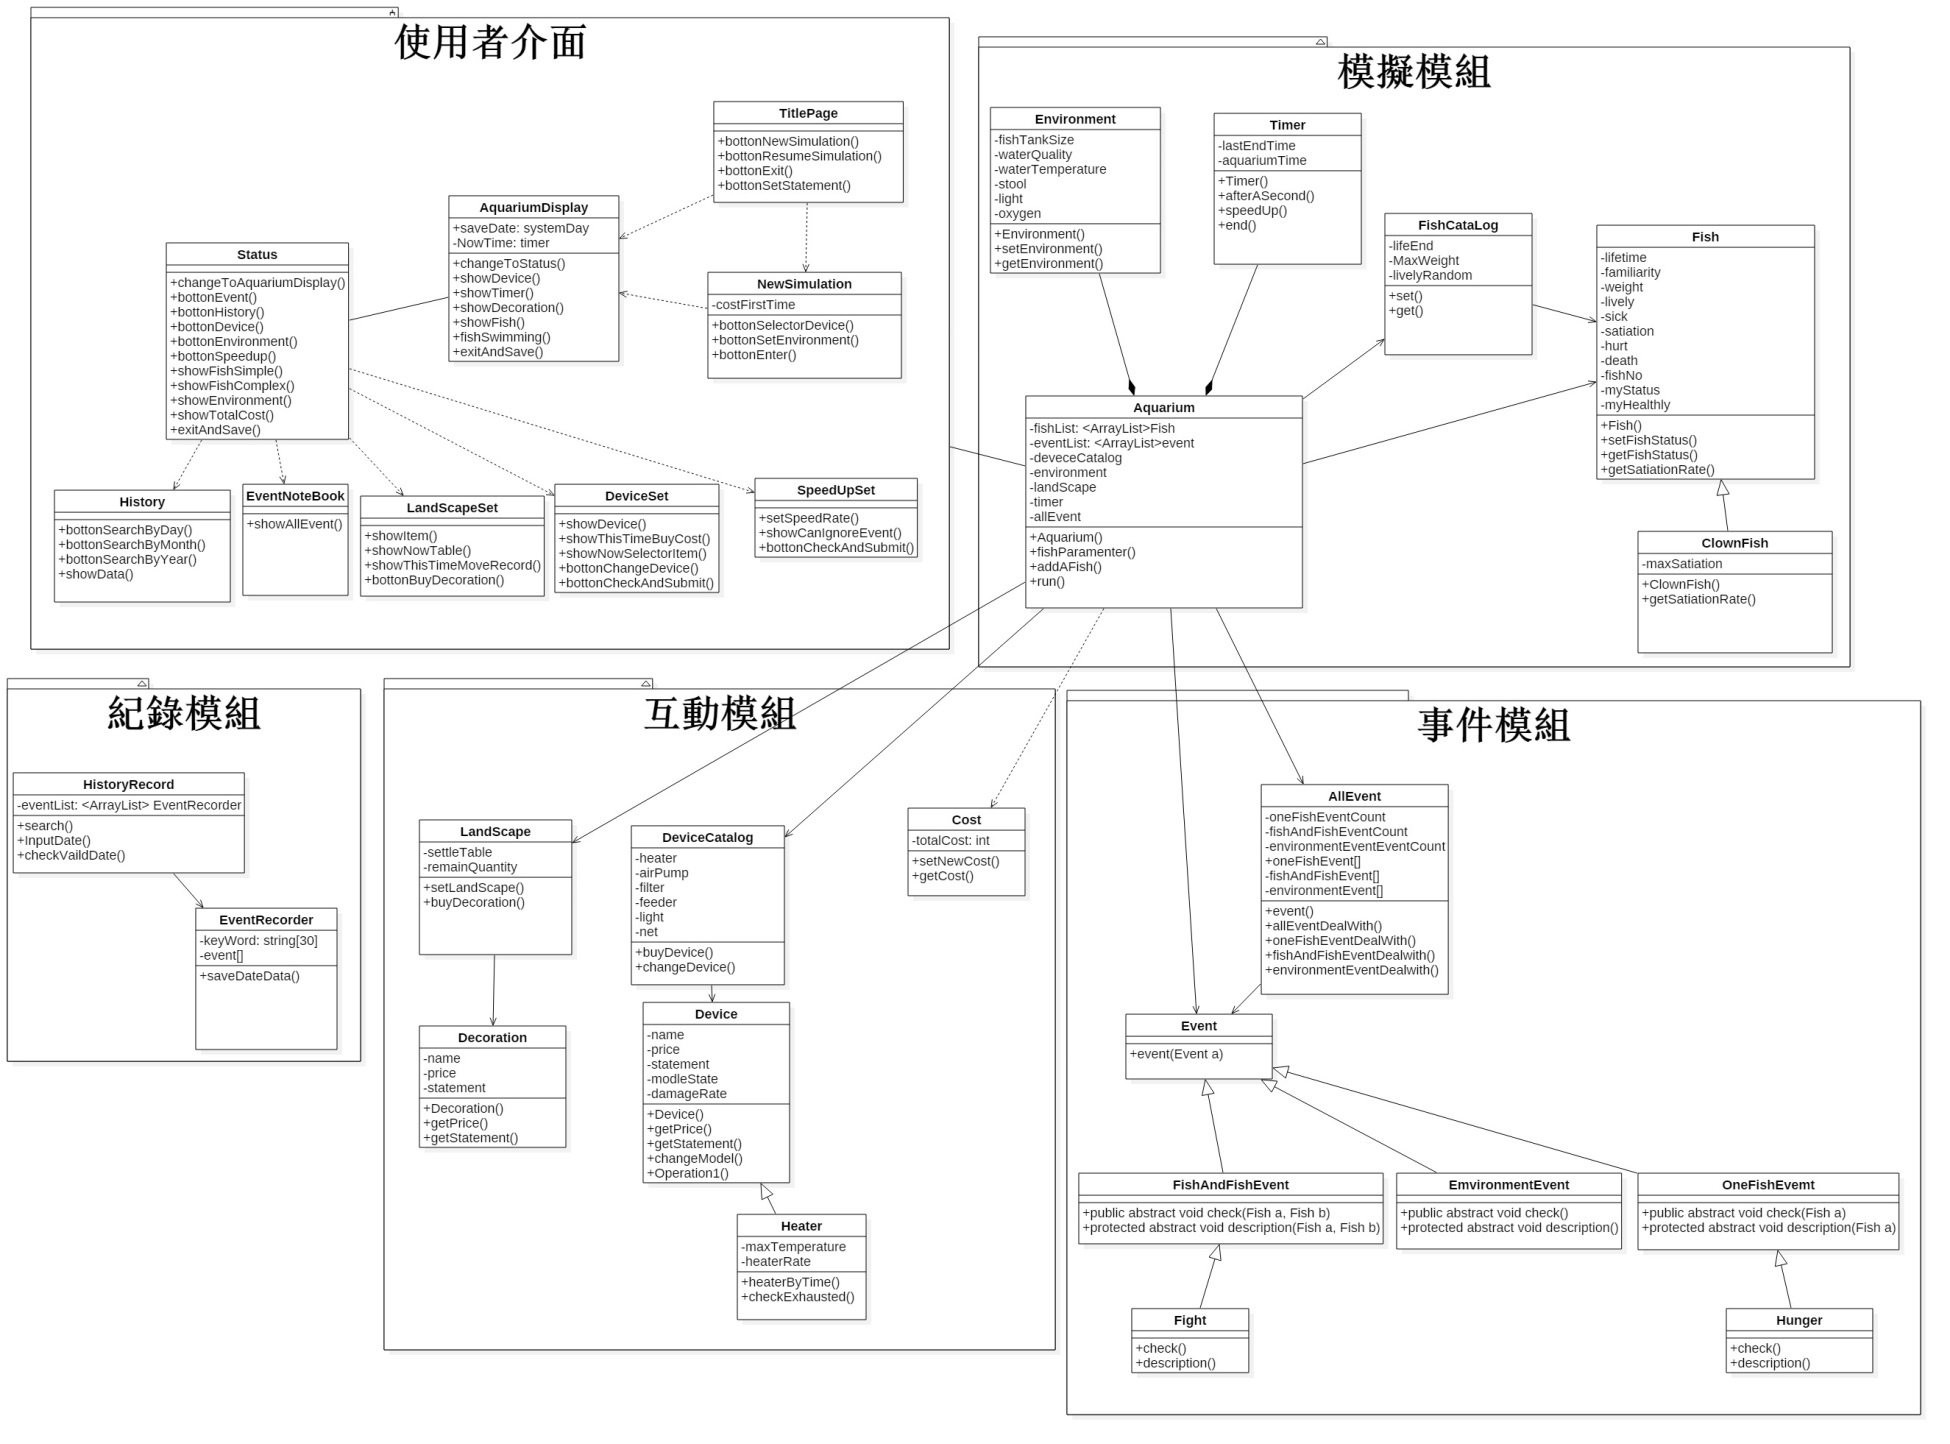 使用者介面
TitlePage
+bottonNewSimulation()
+bottonResumeSimulation()
+bottonExit()
+bottonSetStatement()
AquariumDisplay
+saveDate: systemDay
-NowTime: timer
+changeToStatus()
+showDevice()
+showTimer()
+showDecoration()
+showFish()
+fishSwimming()
+exitAndSave()
Status
+changeToAquariumDisplay()
+bottonEvent()
+bottonHistory()
+bottonDevice()
+bottonEnvironment()
+bottonSpeedup()
+showFishSimple()
+showFishComplex()
+showEnvironment()
+showTotalCost()
+exitAndSave()
NewSimulation
-costFirstTime
+bottonSelectorDevice()
+bottonSetEnvironment()
+bottonEnter()
History
+bottonSearchByDay()
+bottonSearchByMonth()
+bottonSearchByYear()
+showData()
EventNoteBook
+showAllEvent()
LandScapeSet
+showItem()
+showNowTable()
+showThisTimeMoveRecord()
+bottonBuyDecoration()
DeviceSet
+showDevice()
+showThisTimeBuyCost()
+showNowSelectorItem()
+bottonChangeDevice()
+bottonCheckAndSubmit()
SpeedUpSet
+setSpeedRate()
+showCanIgnoreEvent()
+bottonCheckAndSubmit()
模擬模組
Environment
-fishTankSize
-waterQuality
-waterTemperature
-stool
-light
-oxygen
+Environment()
+setEnvironment()
+getEnvironment()
Timer
-lastEndTime
-aquariumTime
+Timer()
+afterASecond()
+speedUp()
+end()
FishCataLog
-lifeEnd
-MaxWeight
-livelyRandom
+set()
+get()
Fish
-lifetime
-familiarity
-weight
-lively
-sick
-satiation
-hurt
-death
-fishNo
-myStatus
-myHealthly
+Fish()
+setFishStatus()
+getFishStatus()
+getSatiationRate()
Aquarium
-fishList: <ArrayList>Fish
-eventList: <ArrayList>event
-deveceCatalog
-environment
-landScape
-timer
-allEvent
+Aquarium()
+fishParamenter()
+addAFish()
+run()
ClownFish
-maxSatiation
+ClownFish()
+getSatiationRate()
紀錄模組
HistoryRecord
-eventList: <ArrayList> EventRecorder
+search()
+InputDate()
+checkVaildDate()
EventRecorder
-keyWord: string[30]
-event[]
+saveDateData()
互動模組
LandScape
-settleTable
-remainQuantity
+setLandScape()
+buyDecoration()
DeviceCatalog
-heater
-airPump
-filter
-feeder
-light
-net
+buyDevice()
+changeDevice()
Cost
-totalCost: int
+setNewCost()
+getCost()
Decoration
-name
-price
-statement
+Decoration()
+getPrice()
+getStatement()
Device
-name
-price
-statement
-modleState
-damageRate
+Device()
+getPrice()
+getStatement()
+changeModel()
+Operation1()
Heater
-maxTemperature
-heaterRate
+heaterByTime()
+checkExhausted()
事件模組
AllEvent
-oneFishEventCount
-fishAndFishEventCount
-environmentEventEventCount
+oneFishEvent[]
-fishAndFishEvent[]
-environmentEvent[]
+event()
+allEventDealWith()
+oneFishEventDealWith()
+fishAndFishEventDealwith()
+environmentEventDealwith()
Event
+event(Event a)
FishAndFishEvent
+public abstract void check(Fish a, Fish b)
+protected abstract void description(Fish a, Fish b)
EmvironmentEvent
+public abstract void check()
+protected abstract void description()
OneFishEvemt
+public abstract void check(Fish a)
+protected abstract void description(Fish a)
Fight
+check()
+description()
Hunger
+check()
+description()